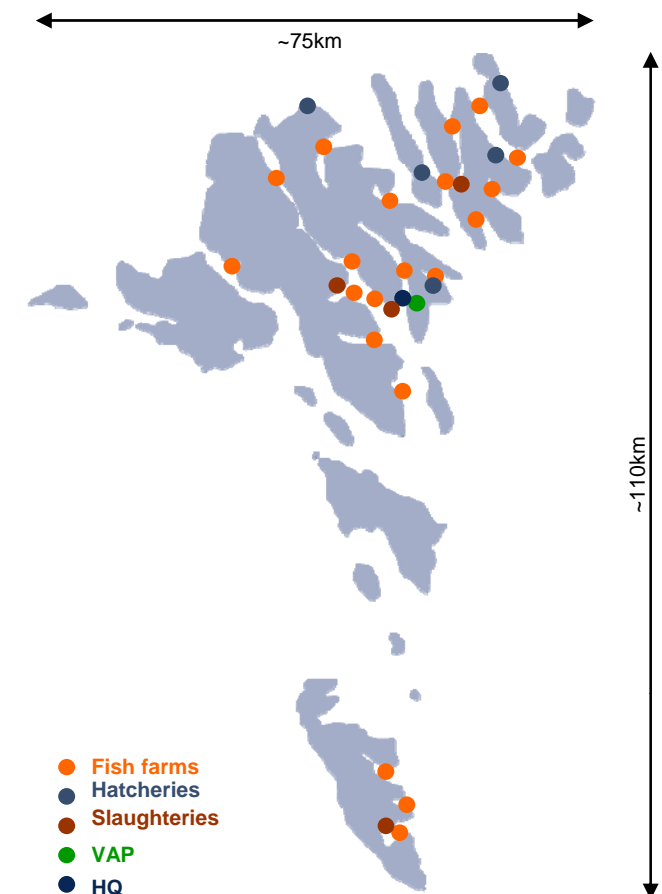 ~75km
~110km
Fish farms
Hatcheries
Slaughteries
VAP
HQ